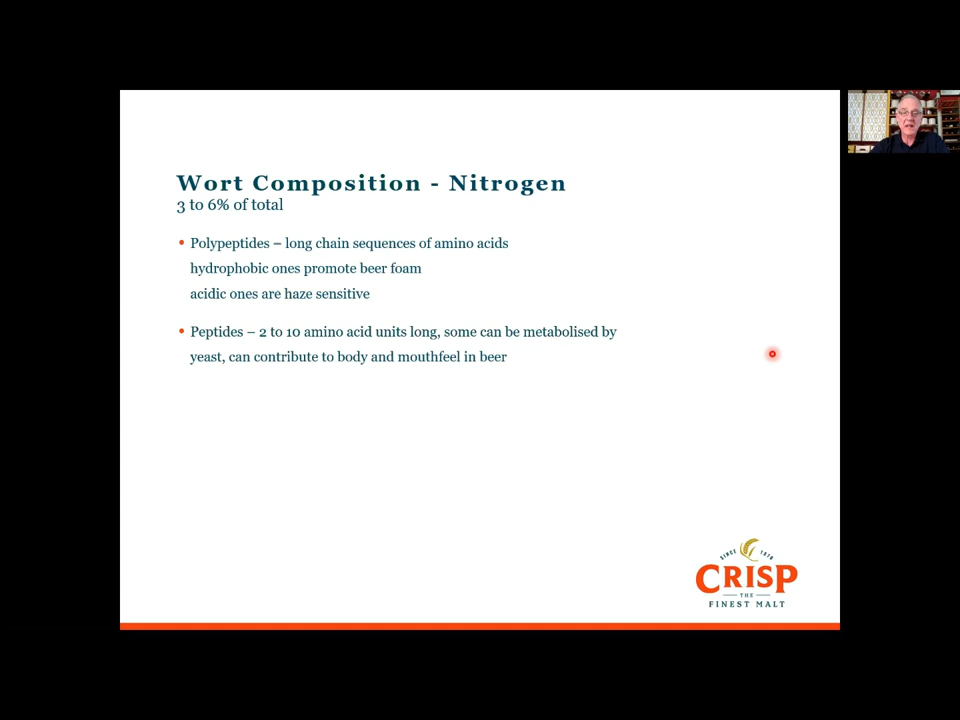 Wort Composition - Nitrogen
3 to 6% of total
• Polypeptides – long chain sequences of amino acids
hydrophobic ones promote beer foam
acidic ones are haze sensitive
• Peptides – 2 to 10 amino acid units long, some can be metabolised by
yeast, can contribute to body and mouthfeel in beer
SINCE 1870
CRISP
THE
FINEST MALT